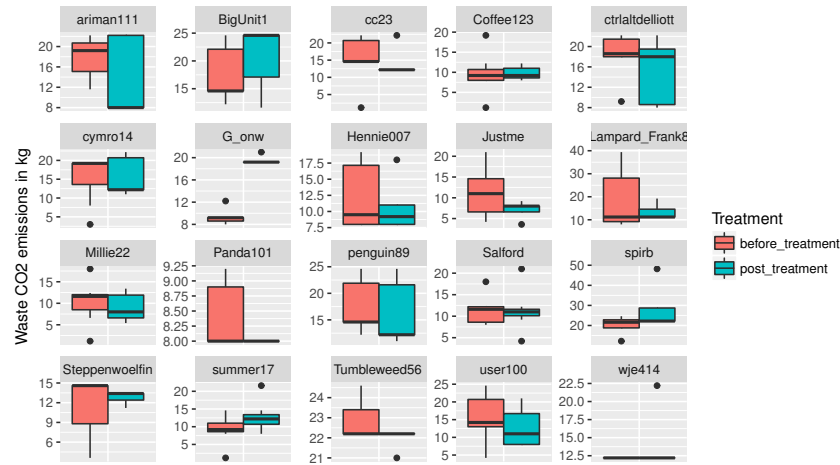 ariman111 BigUnit1 cc23 Coffee123 ctrlaltdelliott
20 16 12 8
20 15
20 15 10 5
15 10 5
20 16 12 8
cymro14 G_onw Hennie007 Justme Lampard_Frank8
20 15 10 5
20 16 12 8
17.5 15.0 12.5 10.0 7.5
20 15 10 5
40 30 20 10
Millie22 Panda101 penguin89 Salford spirb
15 10 5
9.25 9.00 8.75 8.50 8.25 8.00
25 20 15
20 15 10 5
50 40 30 20
Steppenwoelfin summer17 Tumbleweed56 user100 wje414
15 12 9 6
20 15 10 5
24 23 22 21
25 20 15 10 5
22.5 20.0 17.5 15.0 12.5
Waste CO2 emissions in kg
Treatment
before_treatment
post_treatment